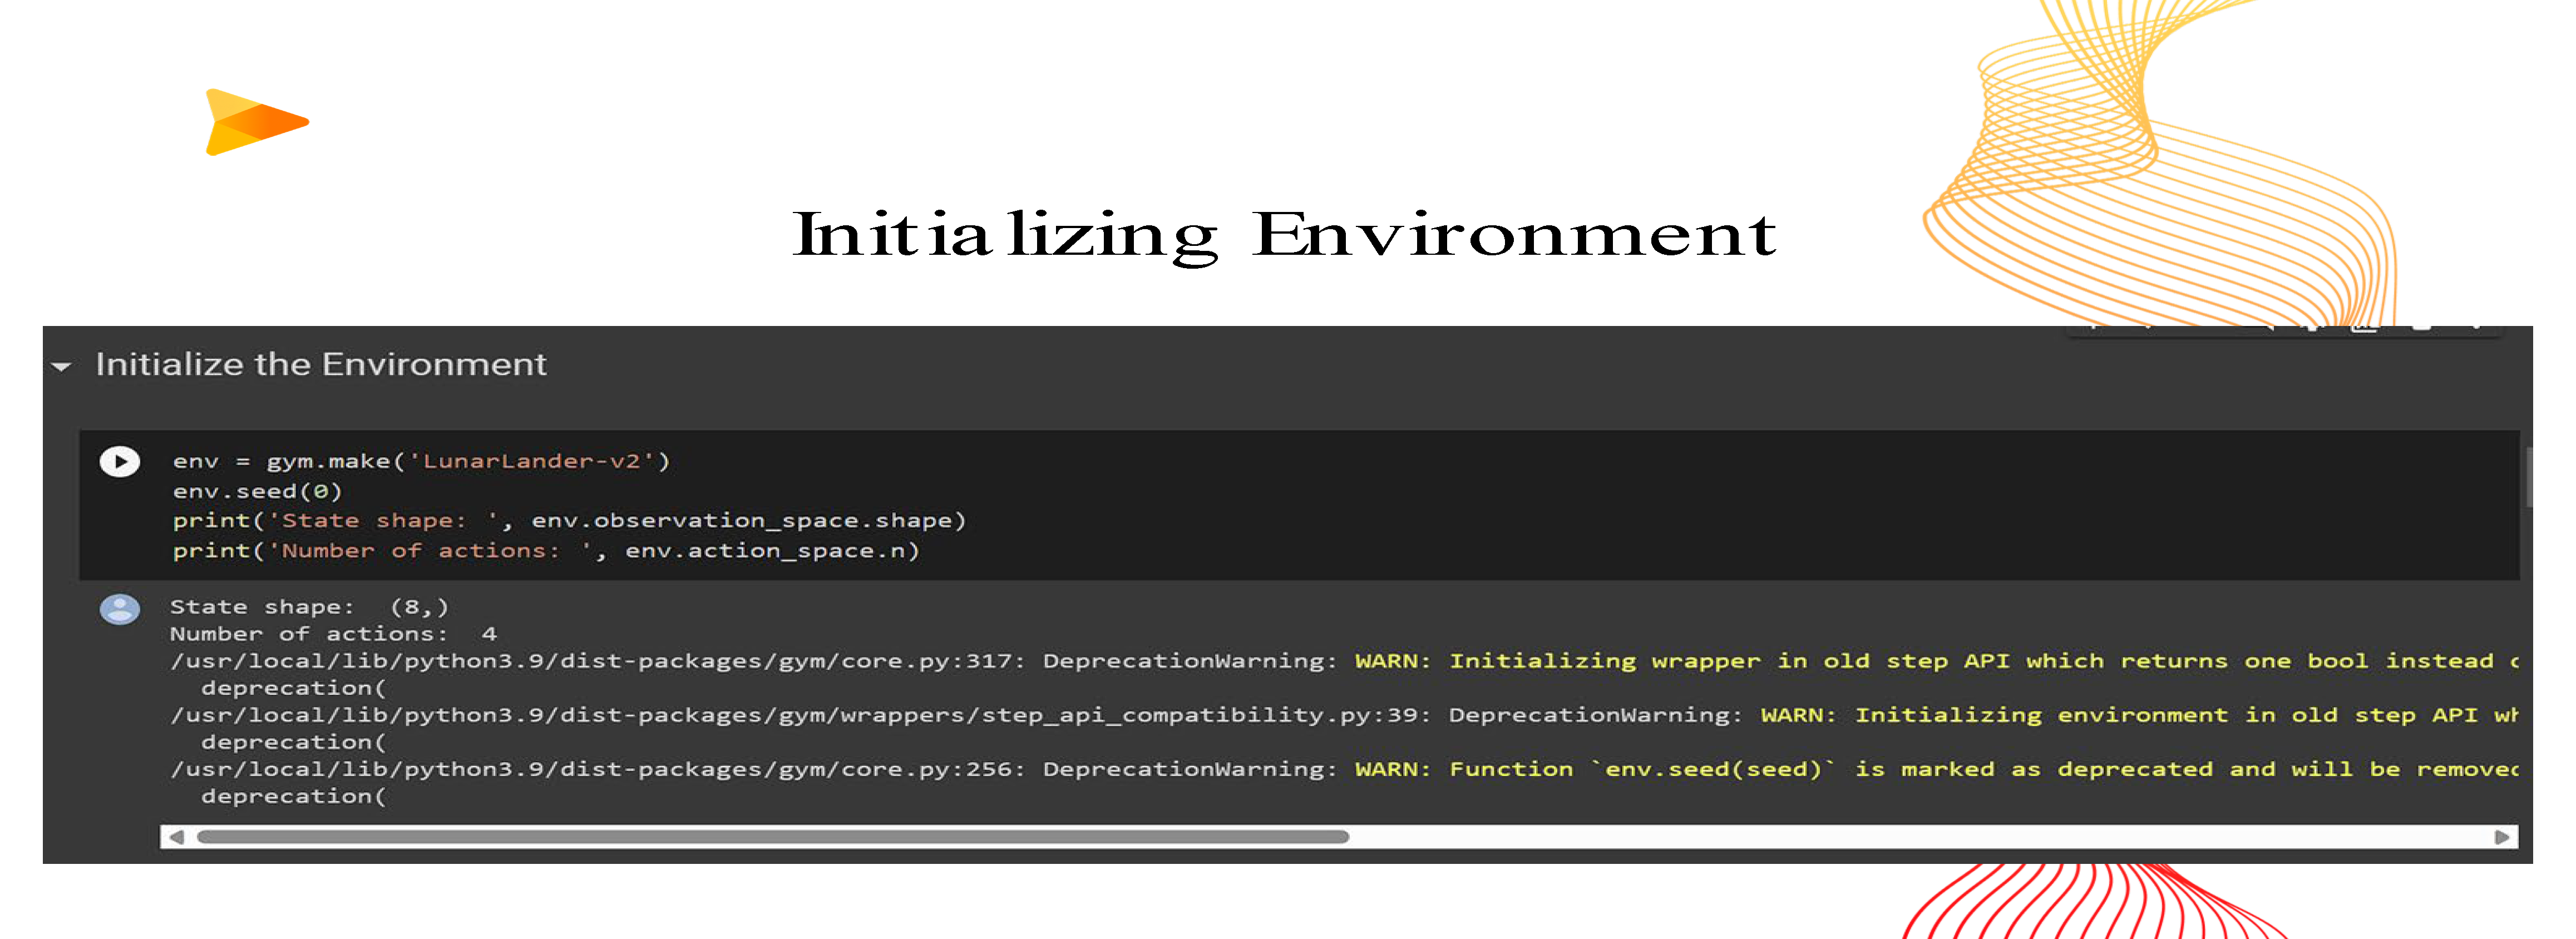 Initializing Environment
Initialize the Environment
env = gym.make('LunarLander-v2')
env.seed(0)
print('State shape: ', env.observation_space.shape)
print('Number of actions: ', env.action_space.n)
State shape:  (8,)
Number of actions:  4
/usr/local/lib/python3.9/dist-packages/gym/core.py:317: DeprecationWarning: WARN: Initializing wrapper in old step API which returns one bool instead
  deprecation(
/usr/local/lib/python3.9/dist-packages/gym/wrappers/step_api_compatibility.py:39: DeprecationWarning: WARN: Initializing environment in old step API
  deprecation(
/usr/local/lib/python3.9/dist-packages/gym/core.py:256: DeprecationWarning: WARN: Function `env.seed(seed)` is marked as deprecated and will be removed
  deprecation(